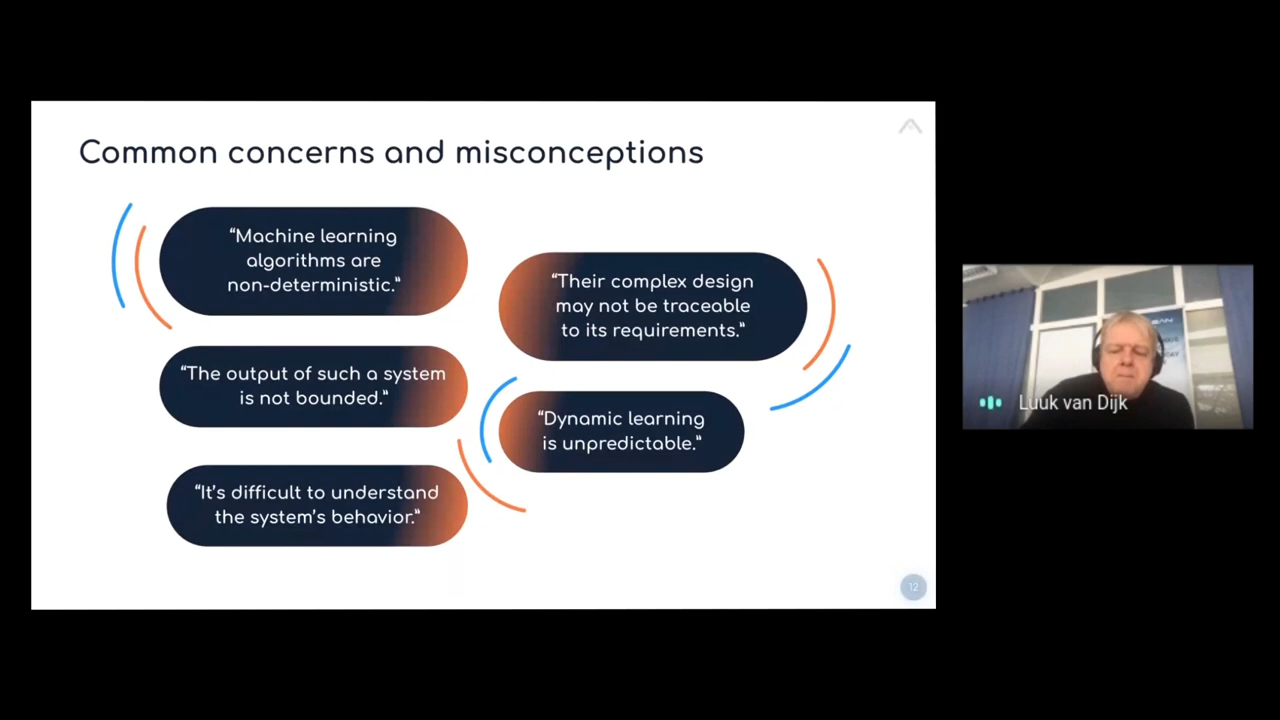 Common concerns and misconceptions
“Machine learning
algorithms are
non-deterministic.”
“The output of such a system
is not bounded.”
“It’s difficult to understand
the system’s behavior.”
“Their complex design
may not be traceable
to its requirements.”
“Dynamic learning
is unpredictable.”
12
Luuk van Dijk